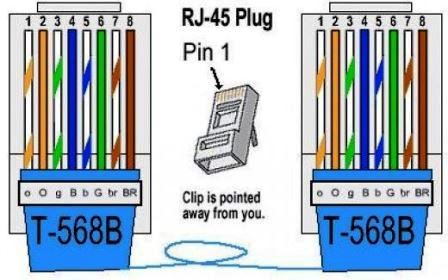 RJ-45 Plug
Pin 1
1 2 3 4 5 6 7 8
o O g B b G br BR
T-568B
Clip is pointed
away from you.
1 2 3 4 5 6 7 8
o O g B b G br BR
T-568B